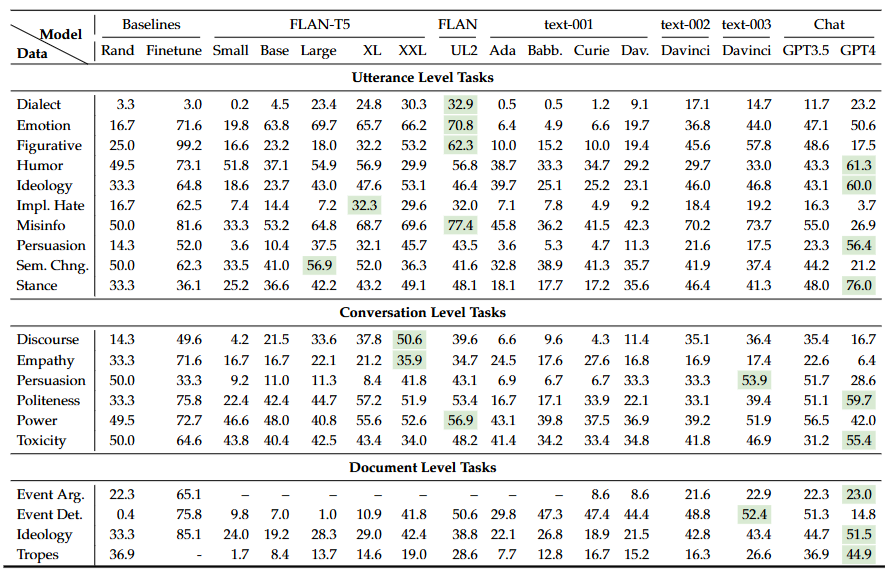 Model Baselines FLAN-T5 FLAN text-001 text-002 text-003 Chat
Data Rand Finetune Small Base Large XL XXL UL2 Ada Babb. Curie Dav. Davinci Davinci GPT3.5 GPT4
Utterance Level Tasks
Dialect 3.3 3.0 0.2 4.5 23.4 24.8 30.3 32.9 0.5 0.5 1.2 9.1 17.1 14.7 11.7 23.2
Emotion 16.7 71.6 19.8 63.8 69.7 65.7 66.2 70.8 6.4 4.9 6.6 19.7 36.8 44.0 47.1 50.6
Figurative 25.0 99.2 16.6 23.2 18.0 32.2 53.2 62.3 10.0 15.2 10.0 19.4 45.6 57.8 48.6 17.5
Humor 49.5 73.1 51.8 37.1 54.9 56.9 29.9 56.8 38.7 33.3 34.7 29.2 29.7 33.0 43.3 61.3
Ideology 33.3 64.8 18.6 23.7 43.0 47.6 53.1 46.4 39.7 25.1 25.2 23.1 46.0 46.8 43.1 60.0
Impl. Hate 16.7 62.5 7.4 14.4 7.2 32.3 29.6 32.0 7.1 7.8 4.9 9.2 18.4 19.2 16.3 3.7
Misinfo 50.0 81.6 33.3 53.2 64.8 68.7 69.6 77.4 45.8 36.2 41.5 42.3 70.2 73.7 55.0 26.9
Persuasion 14.3 52.0 3.6 10.4 37.5 32.1 45.7 43.5 3.6 5.3 4.7 11.3 21.6 17.5 23.3 56.4
Sem. Chng. 50.0 62.3 33.5 41.0 56.9 52.0 36.3 41.6 32.8 38.9 41.3 35.7 41.9 37.4 44.2 21.2
Stance 33.3 36.1 25.2 36.6 42.2 43.2 49.1 48.1 18.1 17.7 17.2 35.6 46.4 41.3 48.0 76.0
Conversation Level Tasks
Discourse 14.3 49.6 4.2 21.5 33.6 37.8 50.6 39.6 6.6 9.6 4.3 11.4 35.1 36.4 35.4 16.7
Empathy 33.3 71.6 16.7 16.7 22.1 21.2 35.9 34.7 24.5 17.6 27.6 16.8 16.9 17.4 22.6 6.4
Persuasion 50.0 33.3 9.2 11.0 11.3 8.4 41.8 43.1 6.9 6.7 6.7 33.3 33.3 53.9 51.7 28.6
Politeness 33.3 75.8 22.4 42.4 44.7 57.2 51.9 53.4 16.7 17.1 33.9 22.1 33.1 39.4 51.1 59.7
Power 49.5 72.7 46.6 48.0 40.8 55.6 52.6 56.9 43.1 39.8 37.5 36.9 39.2 51.9 56.5 42.0
Toxicity 50.0 64.6 43.8 40.4 42.5 43.4 34.0 48.2 41.4 34.2 33.4 34.8 41.8 46.9 31.2 55.4
Document Level Tasks
Event Arg. 22.3 65.1 – – – – – – – – 8.6 8.6 21.6 22.9 22.3 23.0
Event Det. 0.4 75.8 9.8 7.0 1.0 10.9 41.8 50.6 29.8 47.3 47.4 44.4 48.8 52.4 51.3 14.8
Ideology 33.3 85.1 24.0 19.2 28.3 29.0 42.4 38.8 22.1 26.8 18.9 21.5 42.8 43.4 44.7 51.5
Tropes 36.9 - 1.7 8.4 13.7 14.6 19.0 28.6 7.7 12.8 16.7 15.2 16.3 26.6 36.9 44.9